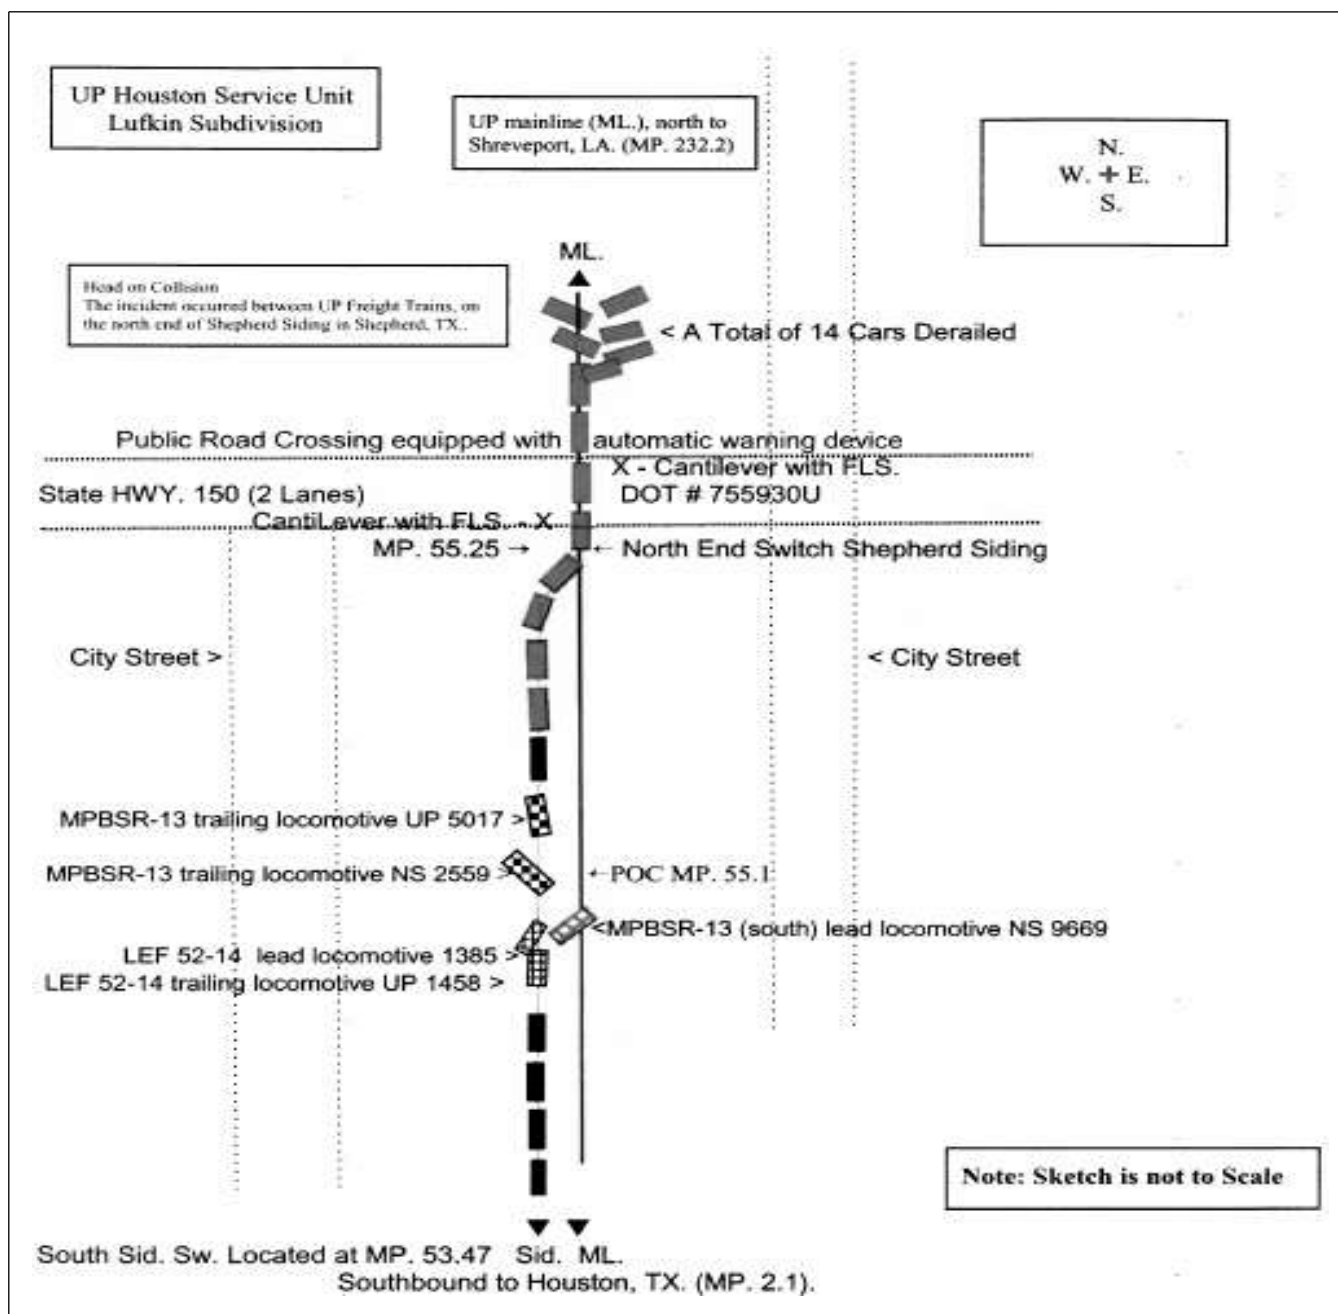 UP Houston Service Unit
Lufkin Subdivision
UP mainline (ML.), north to
Shreveport, LA. (MP. 232.2)
N.
W. + E.
S.
ML.
Head on Collision
The incident occurred between UP Freight Trains, on
the north end of Shepherd Siding in Shepherd, TX..
< A Total of 14 Cars Derailed
Public Road Crossing equipped with automatic warning device
X - Cantilever with FLS.
State HWY. 150 (2 Lanes)
DOT # 755930U
CantiLever with FLS. - X
MP. 55.25 →
← North End Switch Shepherd Siding
City Street >
< City Street
MPBSR-13 trailing locomotive UP 5017 >
MPBSR-13 trailing locomotive NS 2559 >
←POC MP. 55.1
<MPBSR-13 (south) lead locomotive NS 9669
LEF 52-14 lead locomotive 1385 >
LEF 52-14 trailing locomotive UP 1458 >
Note: Sketch is not to Scale
South Sid. Sw. Located at MP. 53.47 Sid. ML.
Southbound to Houston, TX. (MP. 2.1).